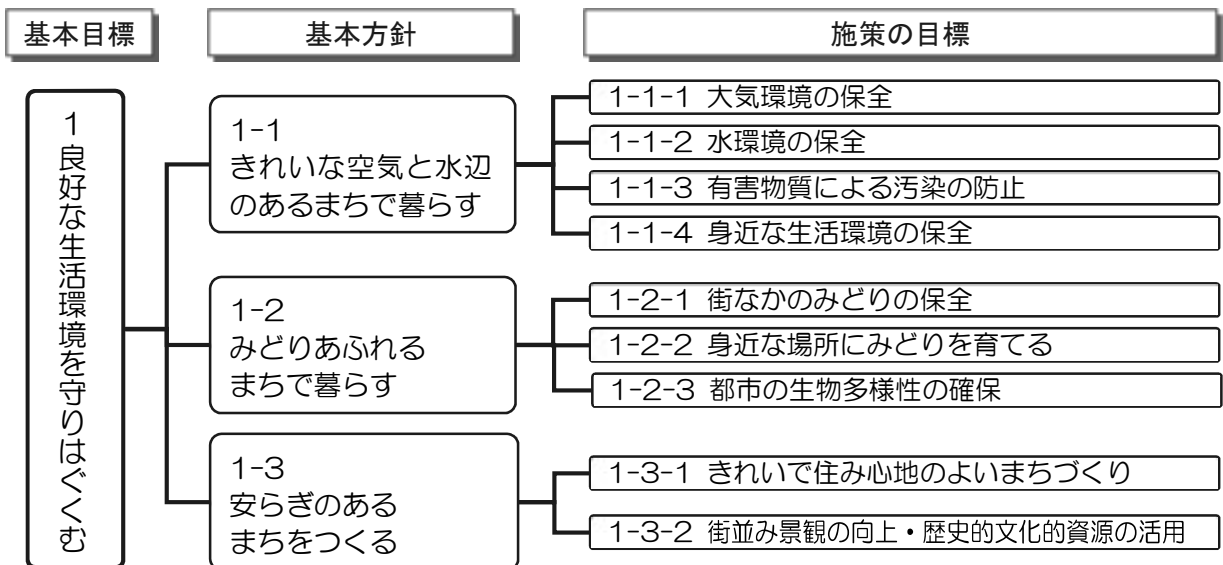 基本目標
基本方針
施策の目標
1良好な生活環境を守りはぐくむ
1-1
きれいな空気と水辺
のあるまちで暮らす
1-1-1 大気環境の保全
1-1-2 水環境の保全
1-1-3 有害物質による汚染の防止
1-1-4 身近な生活環境の保全
1-2
みどりあふれる
まちで暮らす
1-2-1 街なかのみどりの保全
1-2-2 身近な場所にみどりを育てる
1-2-3 都市の生物多様性の確保
1-3
安らぎのある
まちをつくる
1-3-1 きれいで住み心地のよいまちづくり
1-3-2 街並み景観の向上・歴史的文化的資源の活用